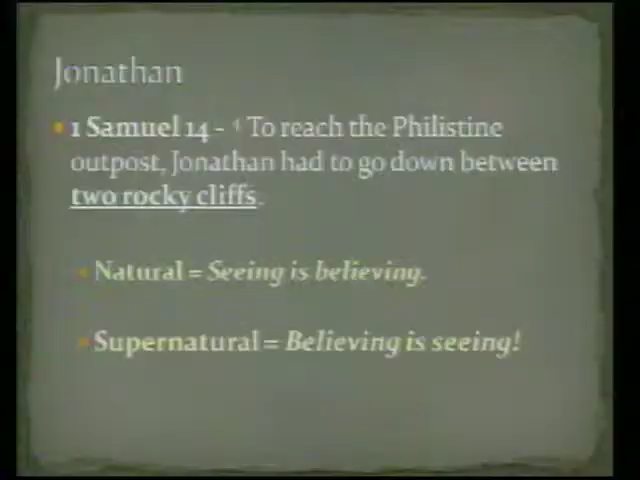 Jonathan
• 1 Samuel 14 - ⁴ To reach the Philistine
outpost, Jonathan had to go down between
two rocky cliffs.
• Natural = Seeing is believing.
• Supernatural = Believing is seeing!